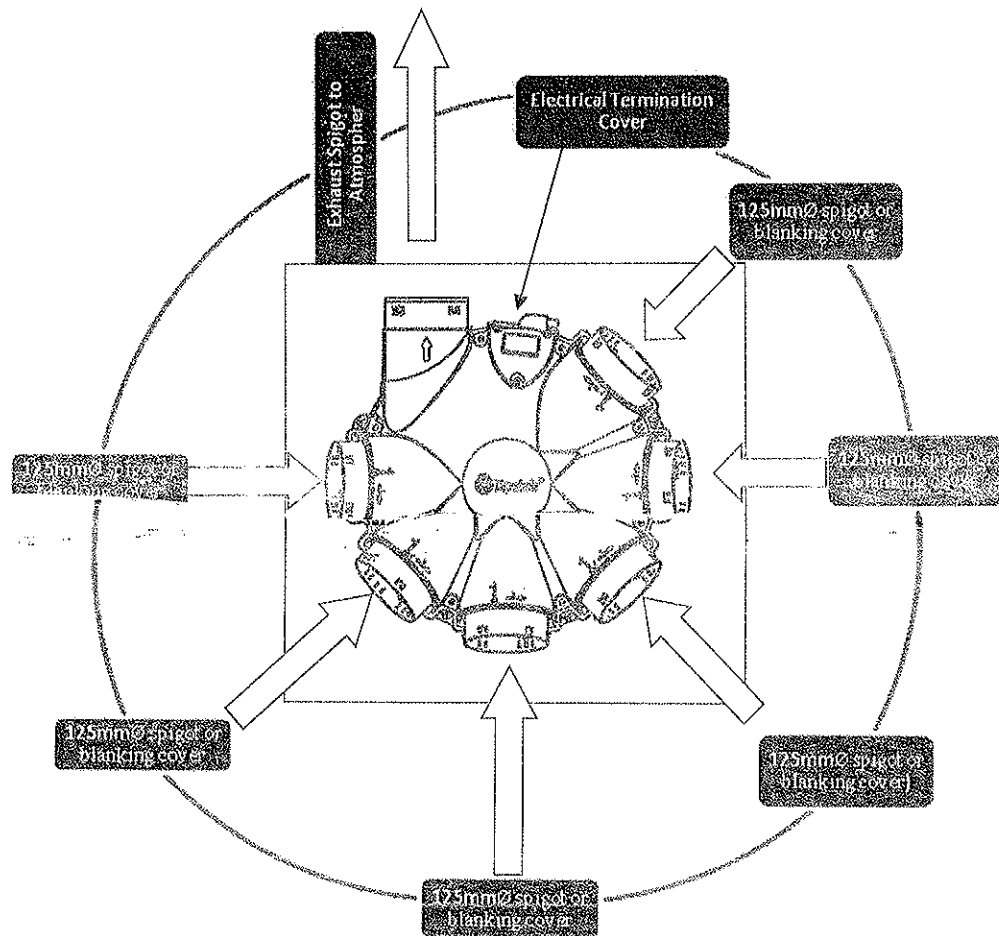 Exhaust Spigot to
Atmospher
Electrical Termination
Cover
125mmØ spigot or
blanking cover
125mmØ spigot or
blanking cover
125mmØ spigot or
blanking cover
125mmØ spigot or
blanking cover
125mmØ spigot or
blanking cover)
125mmØ spigot or
blanking cover